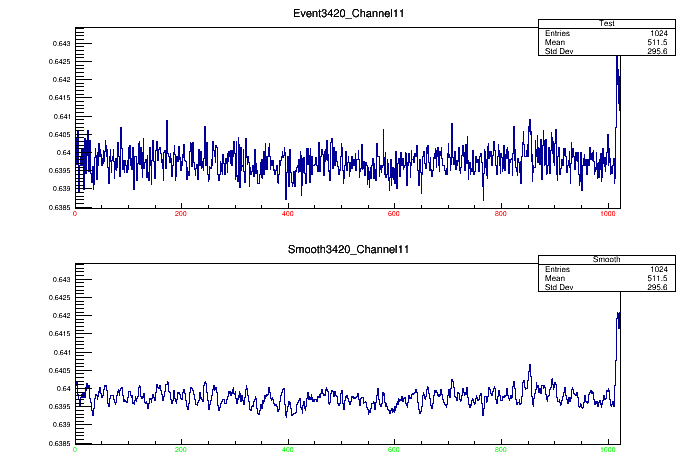 Event3420_Channel11
Test
Entries 1024
Mean 511.5
Std Dev 295.6
0.643
0.6425
0.642
0.6415
0.641
0.6405
0.64
0.6395
0.639
0.6385
0 200 400 600 800 1000
Smooth3420_Channel11
Smooth
Entries 1024
Mean 511.5
Std Dev 295.6
0.643
0.6425
0.642
0.6415
0.641
0.6405
0.64
0.6395
0.639
0.6385
0 200 400 600 800 1000